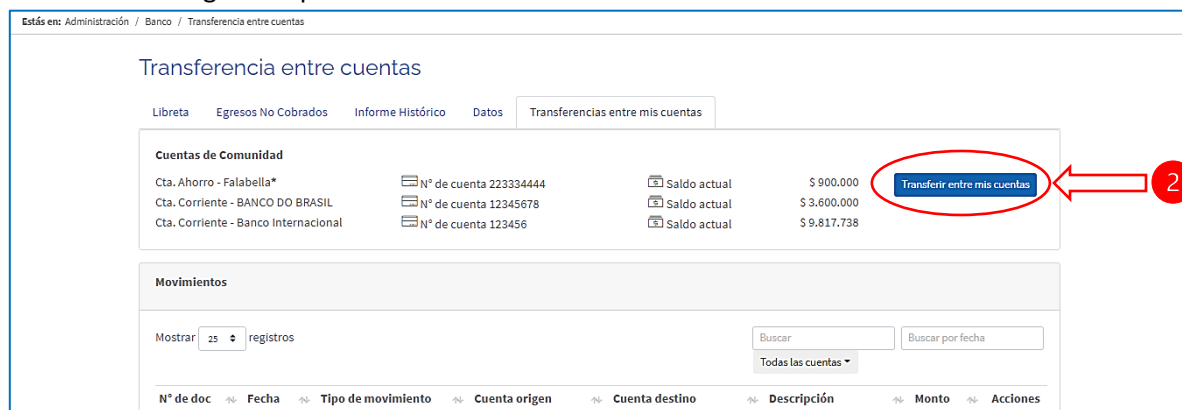 Estás en: Administración / Banco / Transferencia entre cuentas
Transferencia entre cuentas
Libreta Egresos No Cobrados Informe Histórico Datos Transferencias entre mis cuentas
Cuentas de Comunidad
Cta. Ahorro - Falabella* N° de cuenta 223334444 Saldo actual $ 900.000 Transferir entre mis cuentas 2
Cta. Corriente - BANCO DO BRASIL N° de cuenta 12345678 Saldo actual $ 3.600.000
Cta. Corriente - Banco Internacional N° de cuenta 123456 Saldo actual $ 9.817.738
Movimientos
Mostrar 25 registros Buscar Buscar por fecha
Todas las cuentas
N° de doc Fecha Tipo de movimiento Cuenta origen Cuenta destino Descripción Monto Acciones